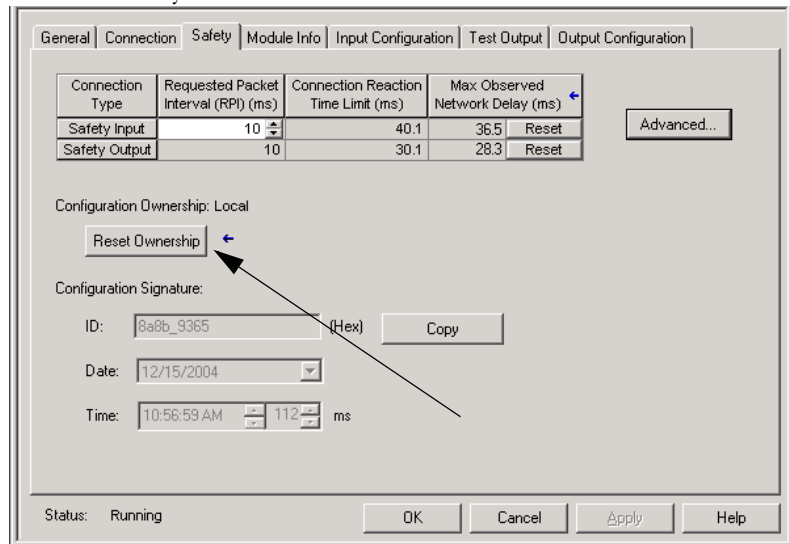 General Connection Safety Module Info Input Configuration Test Output Output Configuration
Connection Type Requested Packet Interval (RPI) (ms) Connection Reaction Time Limit (ms) Max Observed Network Delay (ms)
Safety Input 10 40.1 36.5 Reset
Safety Output 10 30.1 28.3 Reset
Advanced...
Configuration Ownership: Local
Reset Ownership
Configuration Signature:
ID: 8a8b_9365 (Hex) Copy
Date: 12/15/2004
Time: 10:56:59 AM 112 ms
Status: Running OK Cancel Apply Help